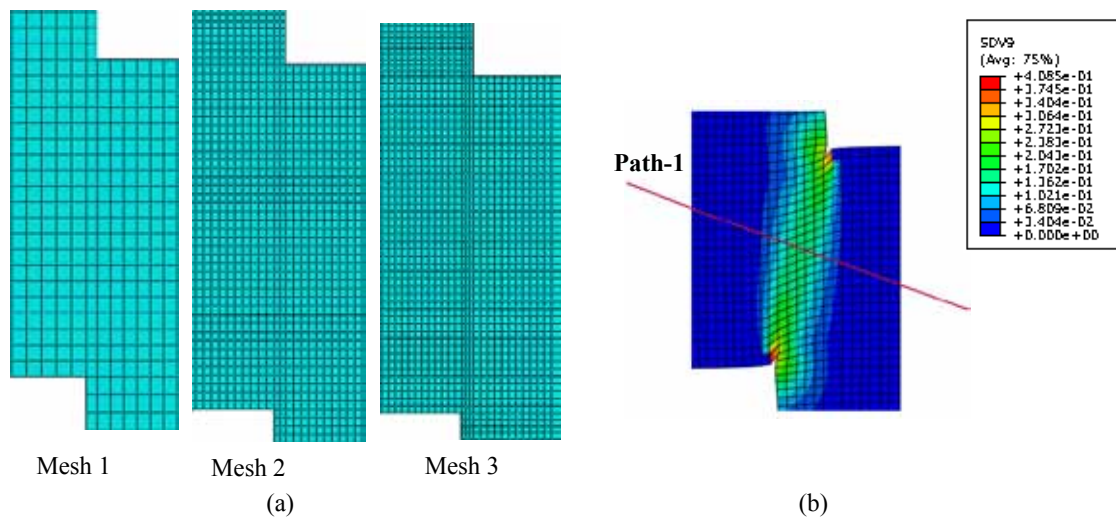 SDV9
(Avg: 75%)
+4.085e-01
+3.745e-01
+3.404e-01
+3.064e-01
+2.723e-01
+2.383e-01
+2.043e-01
+1.702e-01
+1.362e-01
+1.021e-01
+6.809e-02
+3.404e-02
+0.000e+00
Path-1
Mesh 1
Mesh 2
Mesh 3
(a)
(b)